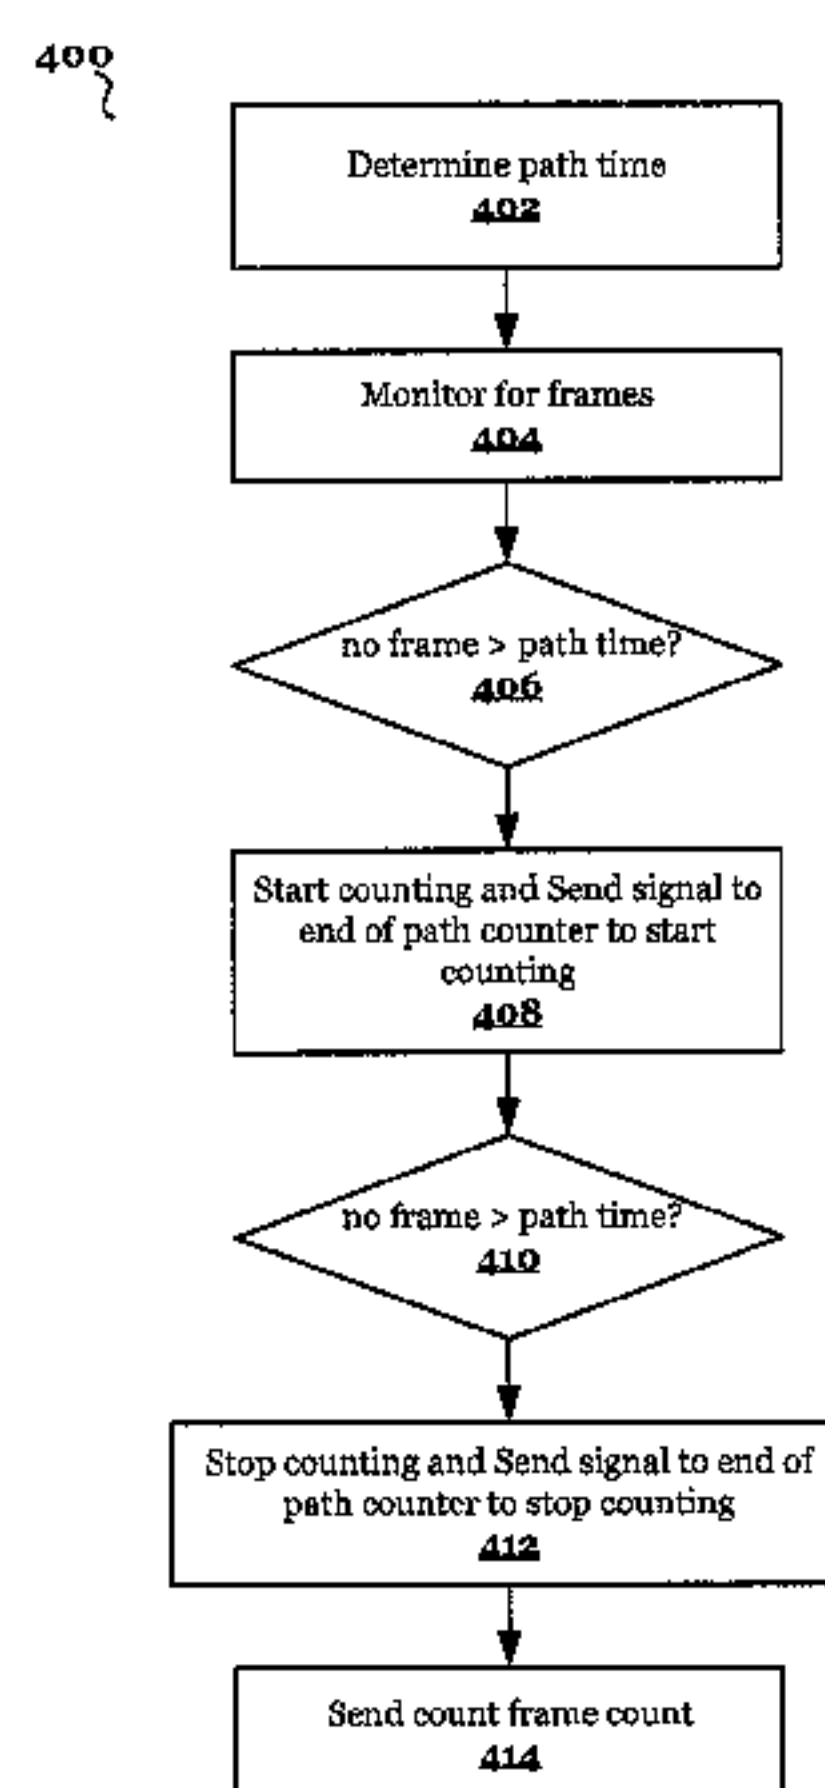 400
Determine path time
402
Monitor for frames
404
no frame > path time?
406
Start counting and Send signal to
end of path counter to start
counting
408
no frame > path time?
410
Stop counting and Send signal to end of
path counter to stop counting
412
Send count frame count
414